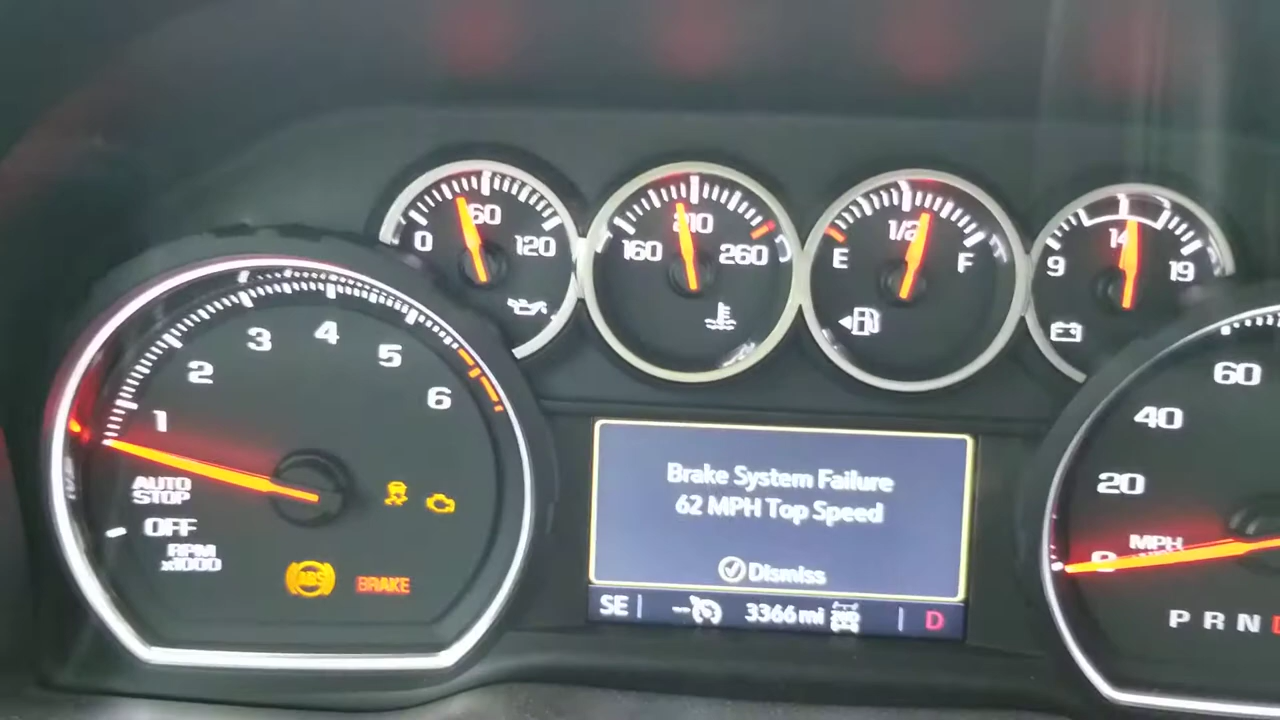 0 60 120
160 210 260
E 1/2 F
9 14 19
1 2 3 4 5 6
AUTO
STOP
OFF
RPM
x1000
ABS
BRAKE
Brake System Failure
62 MPH Top Speed
Dismiss
SE
3366 mi
D
0 20 40 60
MPH
P R N D